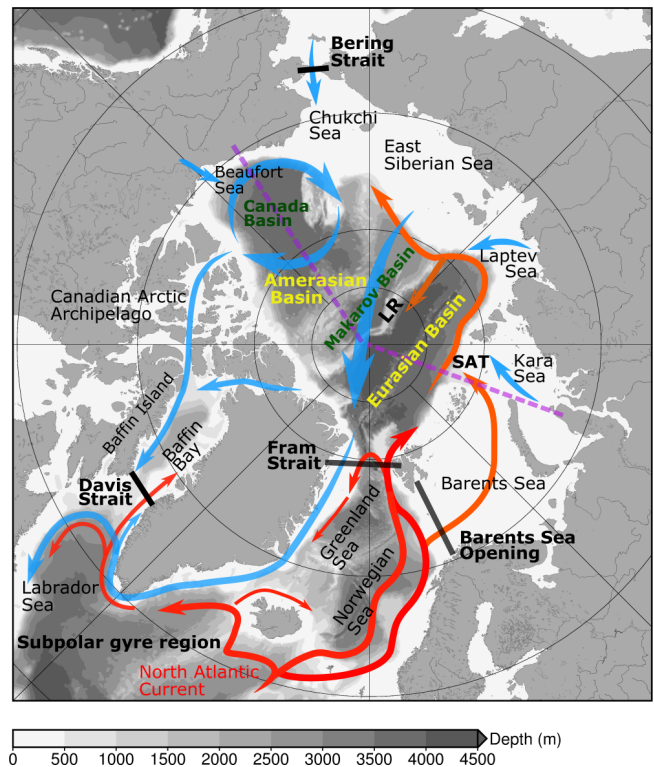 Bering
Strait
Chukchi
Sea
East
Siberian Sea
Beaufort
Sea
Canada
Basin
Laptev
Sea
Amerasian
Basin
Makarov Basin
LR
Canadian Arctic
Archipelago
Eurasian Basin
SAT
Kara
Sea
Baffin Island
Baffin
Bay
Fram
Strait
Davis
Strait
Barents Sea
Greenland
Sea
Barents Sea
Opening
Norwegian
Sea
Labrador
Sea
Subpolar gyre region
North Atlantic
Current
Depth (m)
0 500 1000 1500 2000 2500 3000 3500 4000 4500